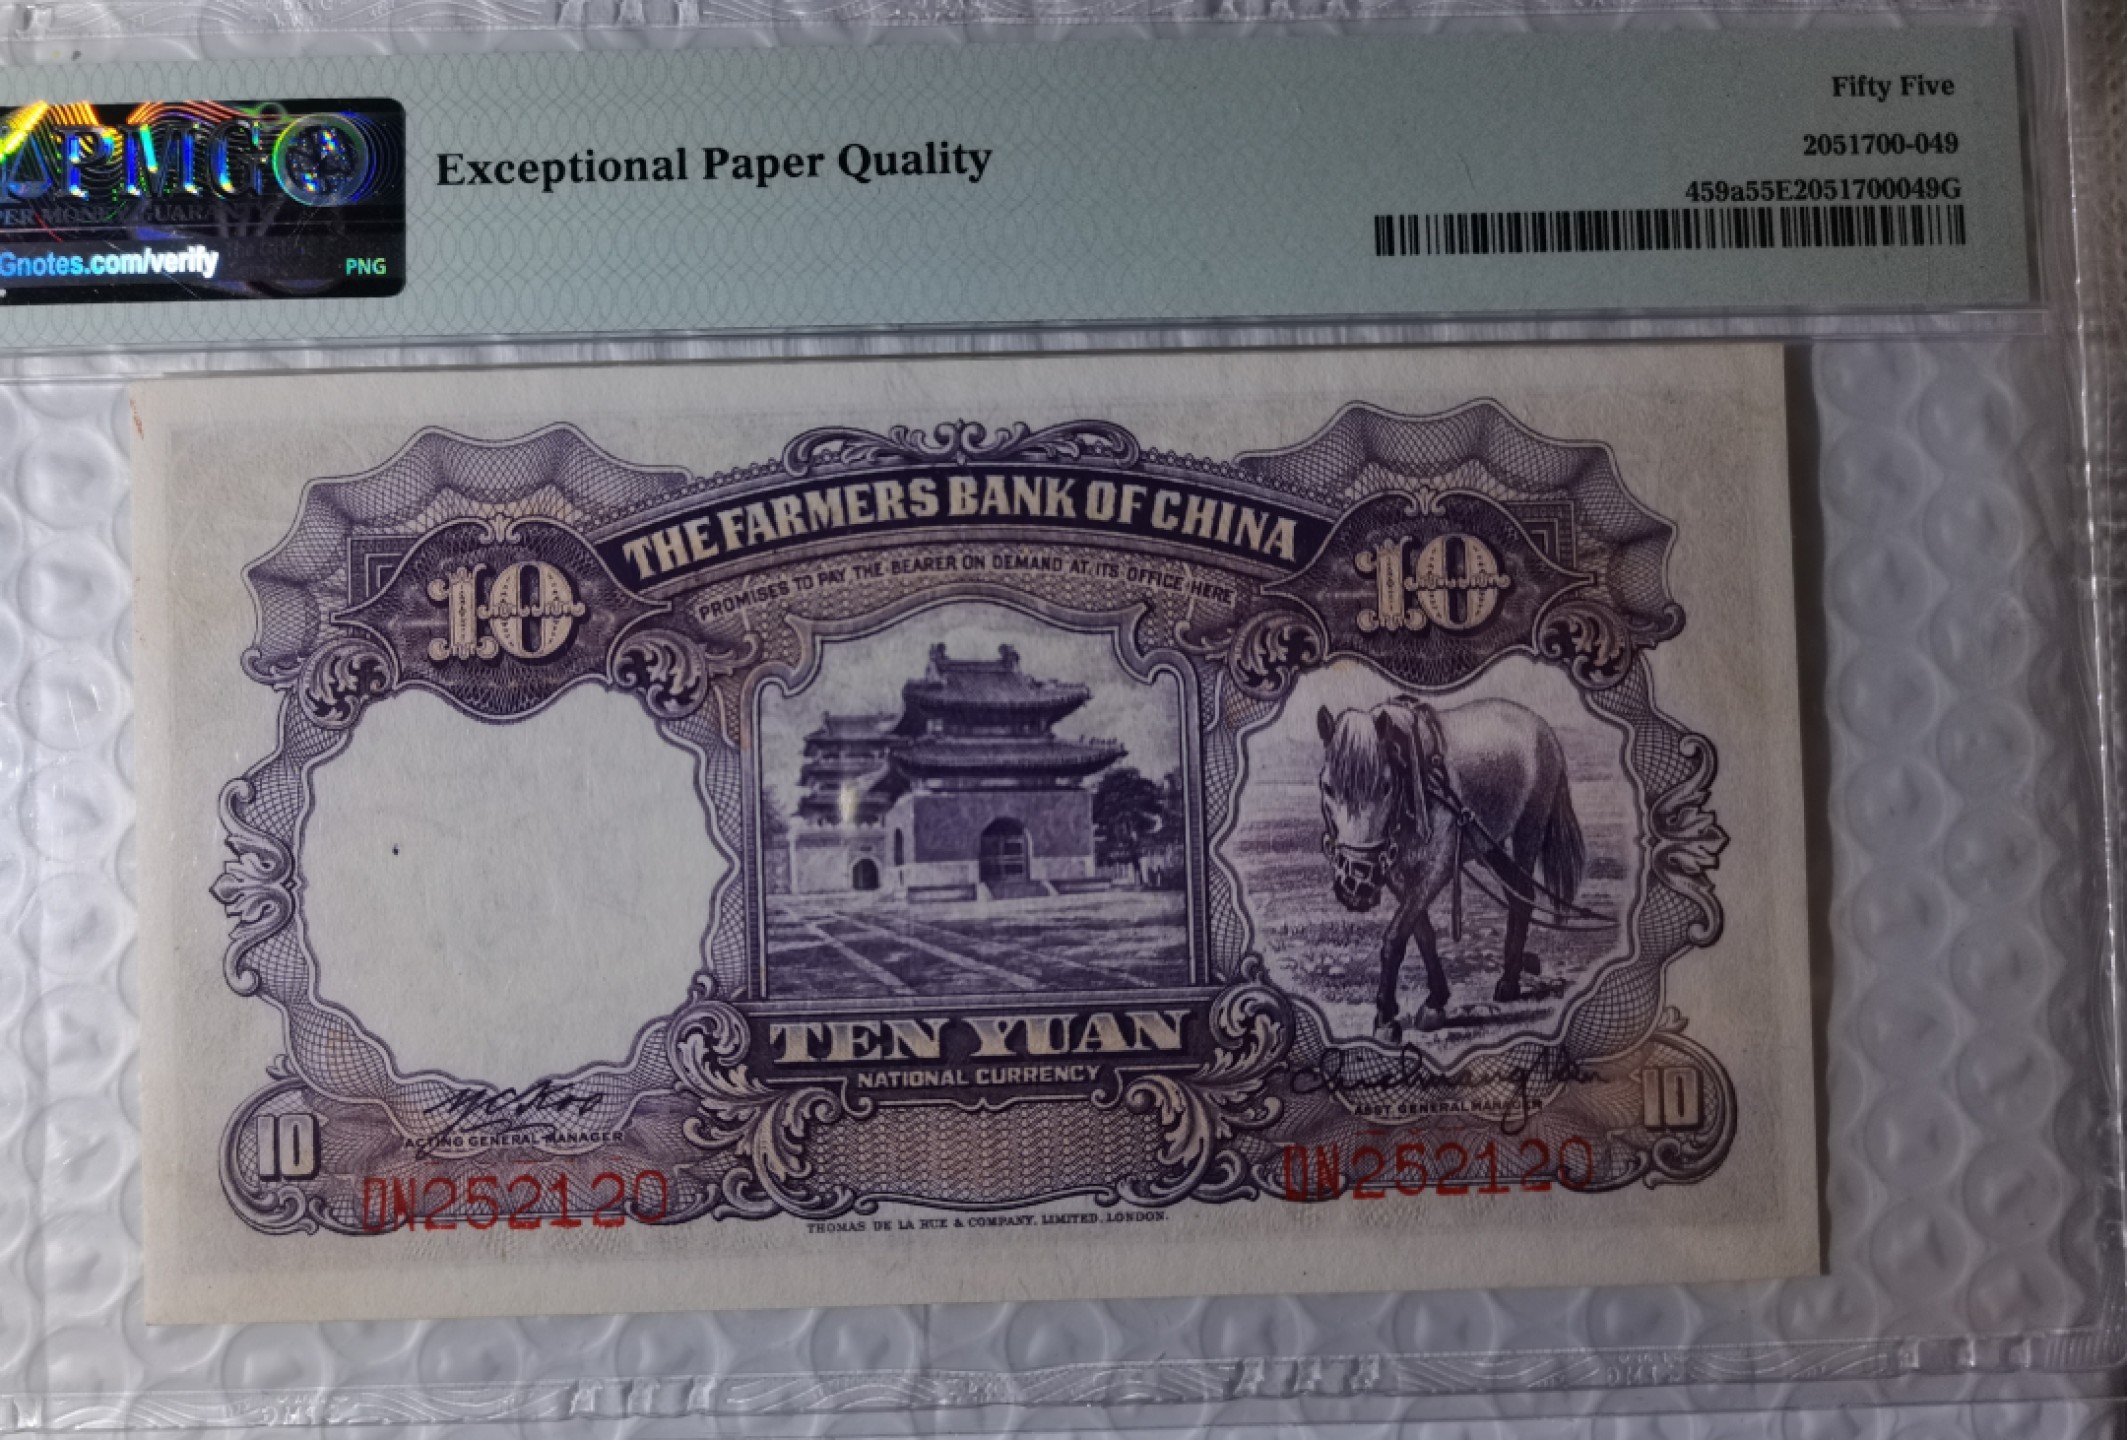 Fifty Five
2051700-049
459a55E2051700049G
Exceptional Paper Quality
PMG
Gnotes.com/verify
PNG
THE FARMERS BANK OF CHINA
PROMISES TO PAY THE BEARER ON DEMAND AT ITS OFFICE HERE
10
10
TEN YUAN
NATIONAL CURRENCY
ACTING GENERAL MANAGER
ASST GENERAL MANAGER
10
10
DN252120
DN252120
THOMAS DE LA RUE & COMPANY, LIMITED, LONDON.